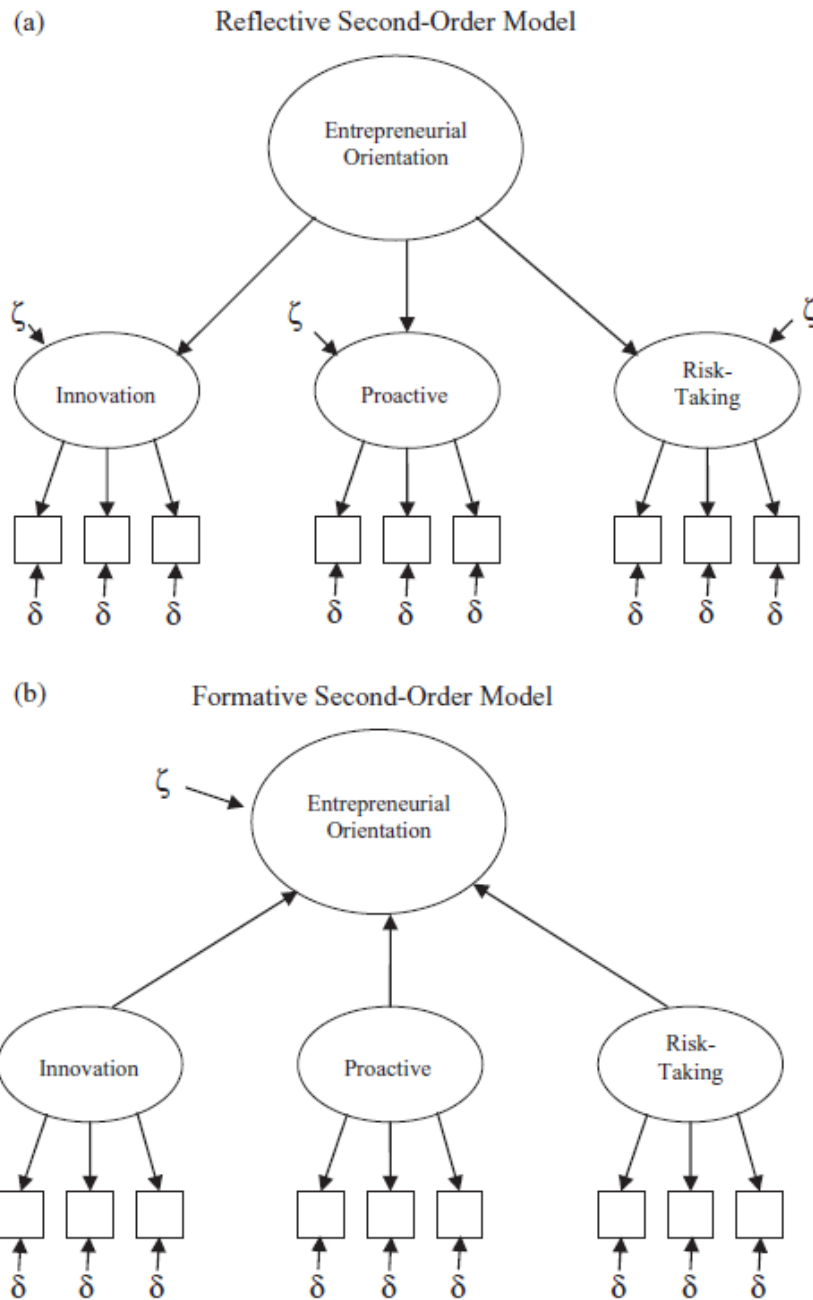 (a) Reflective Second-Order Model
Entrepreneurial
Orientation
ζ ζ ζ
Innovation Proactive Risk-
Taking
δ δ δ δ δ δ δ δ δ
(b) Formative Second-Order Model
ζ
Entrepreneurial
Orientation
Innovation Proactive Risk-
Taking
δ δ δ δ δ δ δ δ δ